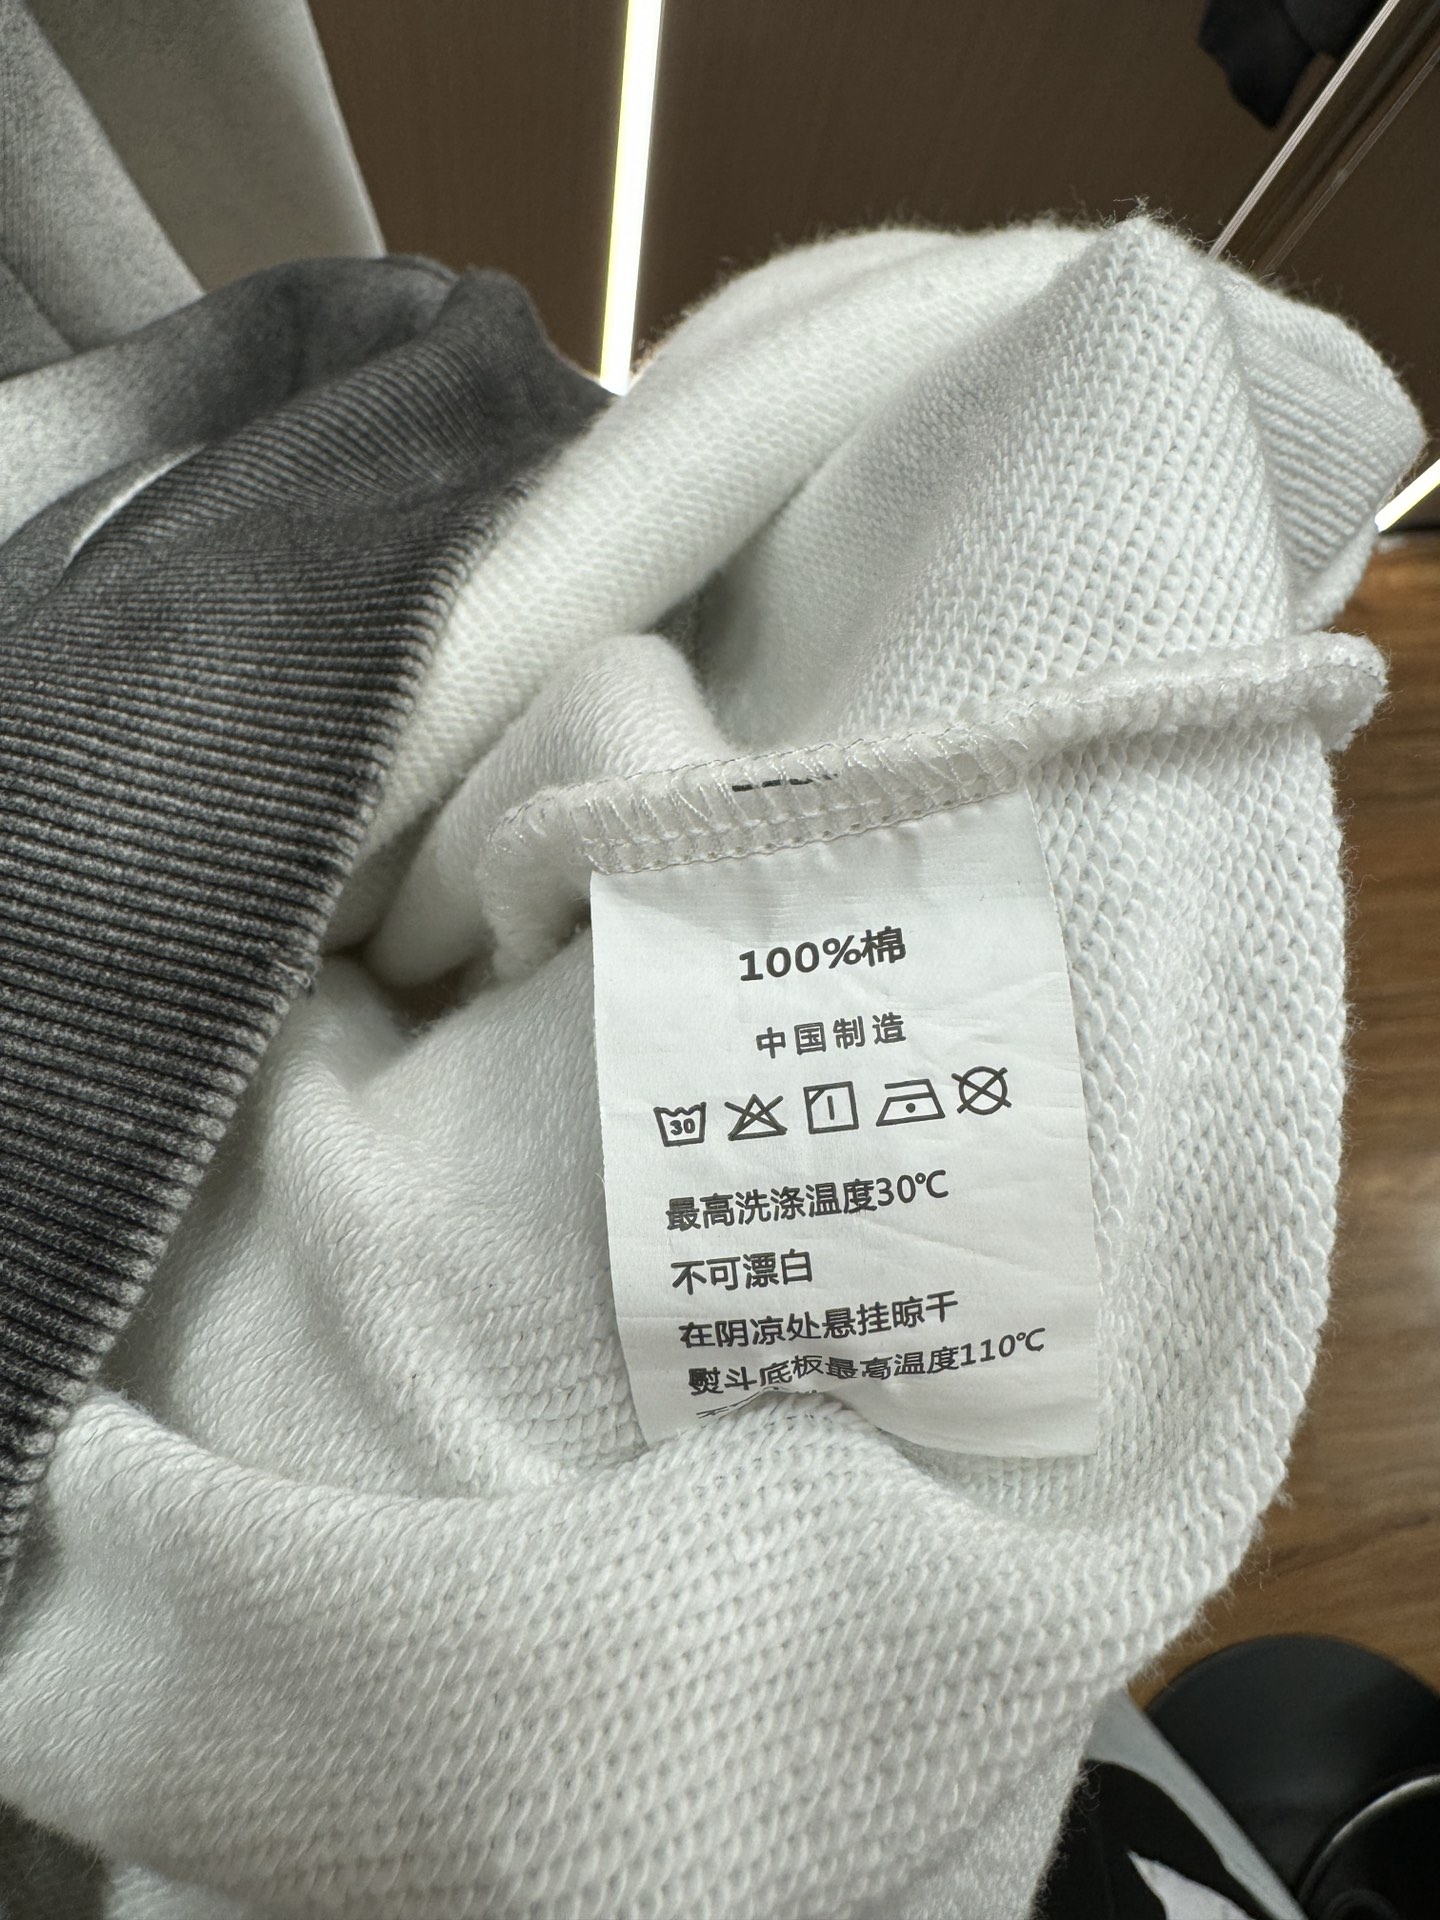 100%棉
中国制造
30
最高洗涤温度30℃
不可漂白
在阴凉处悬挂晾干
熨斗底板最高温度110℃